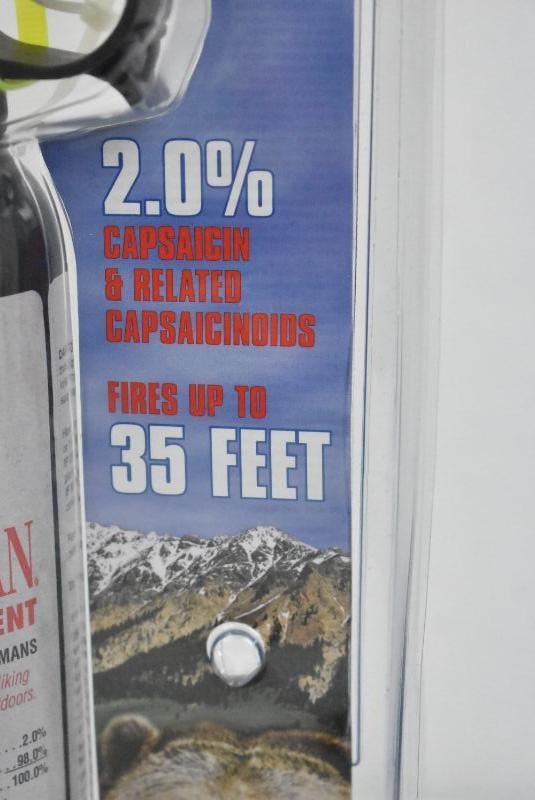 2.0%
CAPSAICIN
& RELATED
CAPSAICINOIDS
FIRES UP TO
35 FEET
AN
ENT
MANS
iking
doors.
....2.0%
..98.0%
..100.0%